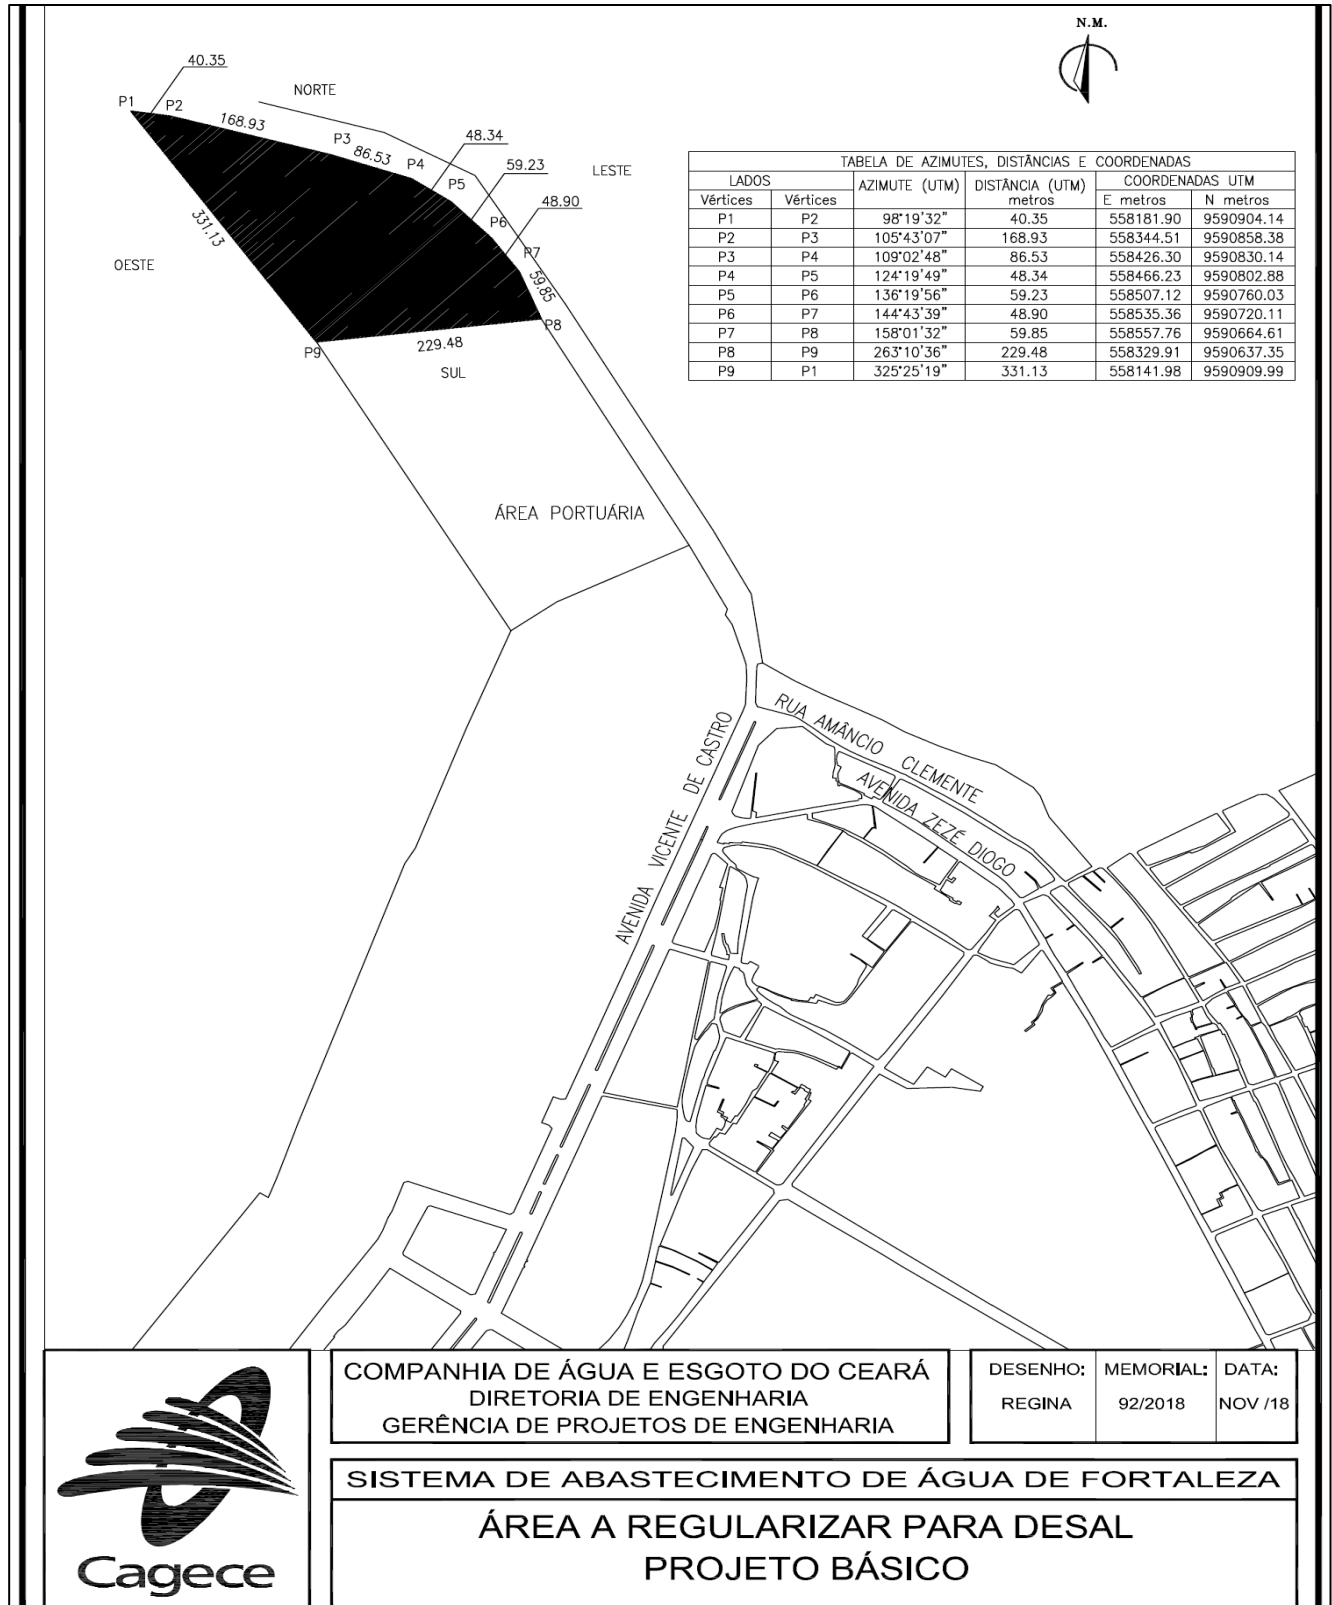 N.M.
40.35
NORTE
P1
P2
168.93
P3
86.53
P4
48.34
P5
59.23
LESTE
P6
48.90
P7
59.85
P8
331.13
OESTE
P9
229.48
SUL
TABELA DE AZIMUTES, DISTÂNCIAS E COORDENADAS
LADOS AZIMUTE (UTM) DISTÂNCIA (UTM) metros COORDENADAS UTM
Vértices Vértices E metros N metros
P1 P2 98°19'32" 40.35 558181.90 9590904.14
P2 P3 105°43'07" 168.93 558344.51 9590858.38
P3 P4 109°02'48" 86.53 558426.30 9590830.14
P4 P5 124°19'49" 48.34 558466.23 9590802.88
P5 P6 136°19'56" 59.23 558507.12 9590760.03
P6 P7 144°43'39" 48.90 558535.36 9590720.11
P7 P8 158°01'32" 59.85 558557.76 9590664.61
P8 P9 263°10'36" 229.48 558329.91 9590637.35
P9 P1 325°25'19" 331.13 558141.98 9590909.99
ÁREA PORTUÁRIA
RUA AMÂNCIO CLEMENTE
AVENIDA VICENTE DE CASTRO
AVENIDA ZEZÉ DIOGO
Cagece
COMPANHIA DE ÁGUA E ESGOTO DO CEARÁ
DIRETORIA DE ENGENHARIA
GERÊNCIA DE PROJETOS DE ENGENHARIA
DESENHO: MEMORIAL: DATA:
REGINA 92/2018 NOV /18
SISTEMA DE ABASTECIMENTO DE ÁGUA DE FORTALEZA
ÁREA A REGULARIZAR PARA DESAL
PROJETO BÁSICO